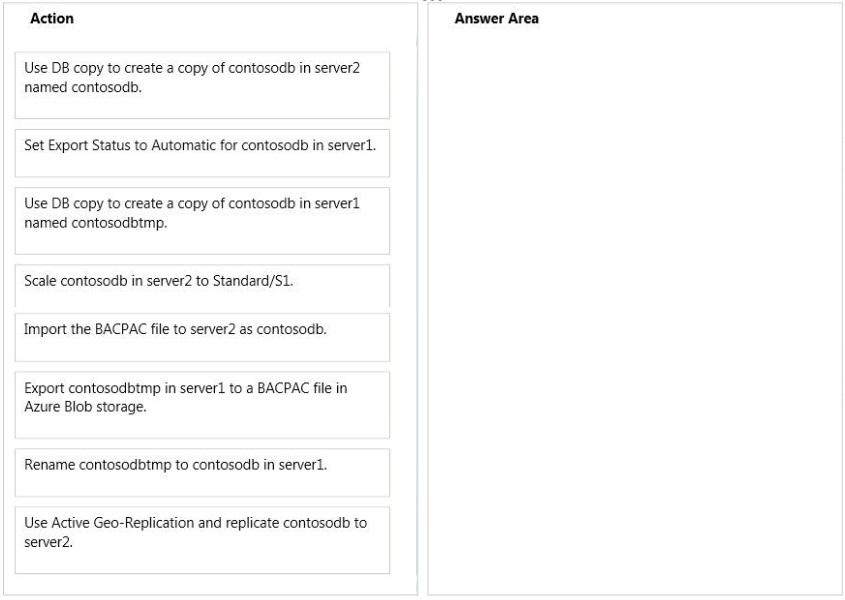 Action
Answer Area
Use DB copy to create a copy of contosodb in server2
named contosodb.
Set Export Status to Automatic for contosodb in server1.
Use DB copy to create a copy of contosodb in server1
named contosodbtmp.
Scale contosodb in server2 to Standard/S1.
Import the BACPAC file to server2 as contosodb.
Export contosodbtmp in server1 to a BACPAC file in
Azure Blob storage.
Rename contosodbtmp to contosodb in server1.
Use Active Geo-Replication and replicate contosodb to
server2.